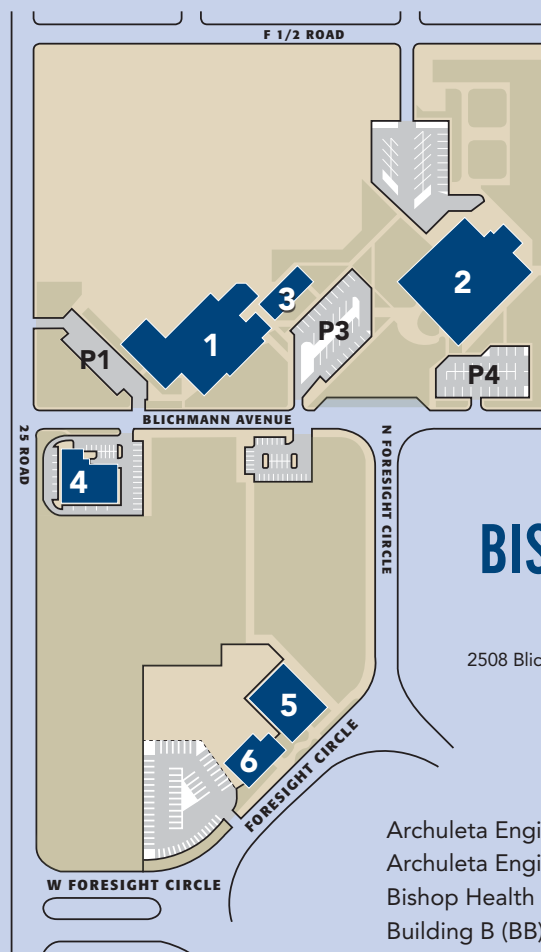 F 1/2 ROAD
2
3
1
P3
P1
P4
BLICHMANN AVENUE
25 ROAD
N FORESIGHT CIRCLE
4
BIS
2508 Blic
5
6
FORESIGHT CIRCLE
Archuleta Engi
Archuleta Engi
W FORESIGHT CIRCLE
Bishop Health
Building B (BB)